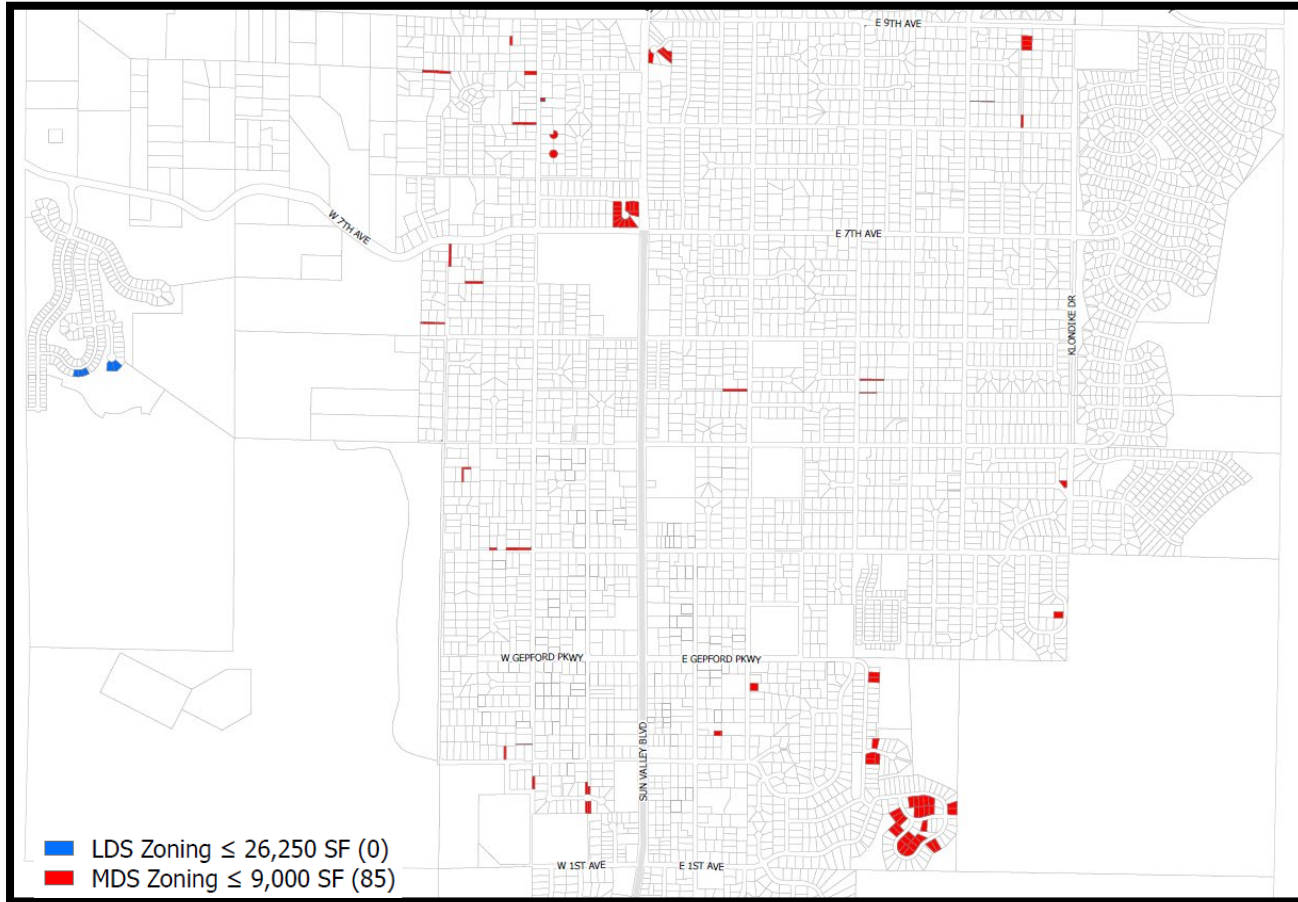 E 9TH AVE
W 7TH AVE
E 7TH AVE
KLONDIKE DR
W GEPFORD PKWY
E GEPFORD PKWY
SUN VALLEY BLVD
W 1ST AVE
E 1ST AVE
LDS Zoning ≤ 26,250 SF (0)
MDS Zoning ≤ 9,000 SF (85)